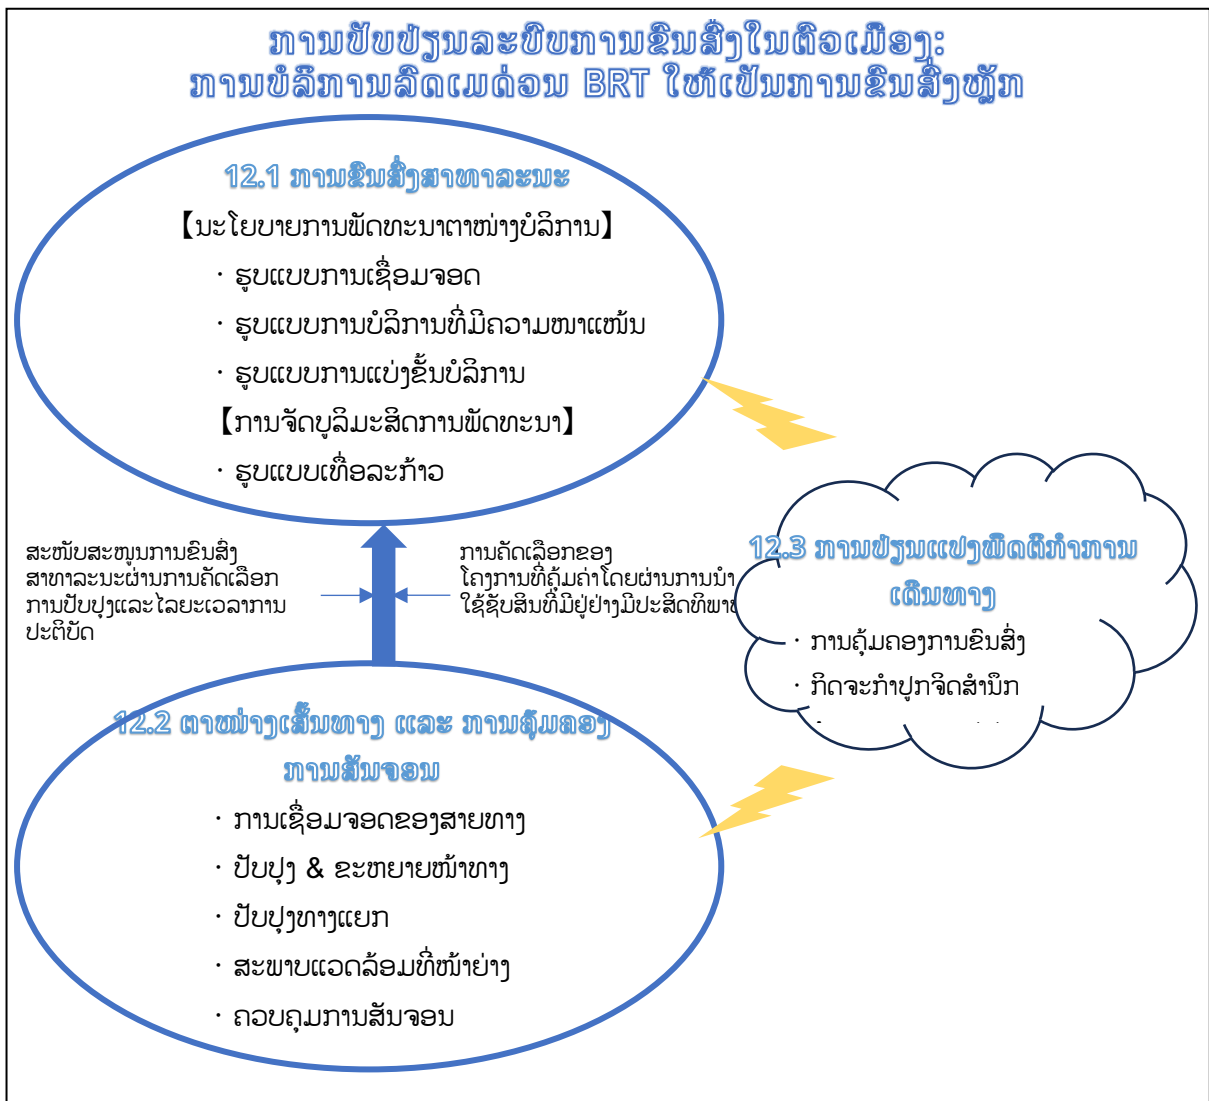 ການປັບປ່ຽນລະບົບການຂົນສົ່ງໃນຕົວເມືອງ:
ການບໍລິການລົດເມດ່ວນ BRT ໃຫ້ເປັນການຂົນສົ່ງຫຼັກ
12.1 ການຂົນສົ່ງສາທາລະນະ
【ນະໂຍບາຍການພັດທະນາຕາໜ່າງບໍລິການ】
· ຮູບແບບການເຊື່ອມຈອດ
· ຮູບແບບການບໍລິການທີ່ມີຄວາມໜາແໜ້ນ
· ຮູບແບບການແບ່ງຂັ້ນບໍລິການ
【ການຈັດບູລິມະສິດການພັດທະນາ】
· ຮູບແບບເທື່ອລະກ້າວ
ສະໜັບສະໜູນການຂົນສົ່ງ
ສາທາລະນະຜ່ານການຄັດເລືອກ
ການປັບປຸງແລະໄລຍະເວລາການ
ປະຕິບັດ
ການຄັດເລືອກຂອງ
ໂຄງການທີ່ຄຸ້ມຄ່າໂດຍຜ່ານການນໍາ
ໃຊ້ຊັບສິນທີ່ມີຢູ່ຢ່າງມີປະສິດທິພາບ
12.3 ການປ່ຽນແປງພຶດຕິກໍາການ
ເດີນທາງ
· ການຄຸ້ມຄອງການຂົນສົ່ງ
· ກິດຈະກໍາປູກຈິດສໍານຶກ
12.2 ຕາໜ່າງເສັ້ນທາງ ແລະ ການຄຸ້ມຄອງ
ການສັນຈອນ
· ການເຊື່ອມຈອດຂອງສາຍທາງ
· ປັບປຸງ & ຂະຫຍາຍໜ້າທາງ
· ປັບປຸງທາງແຍກ
· ສະພາບແວດລ້ອມທີ່ໜ້າຍ່າງ
· ຄວບຄຸມການສັນຈອນ